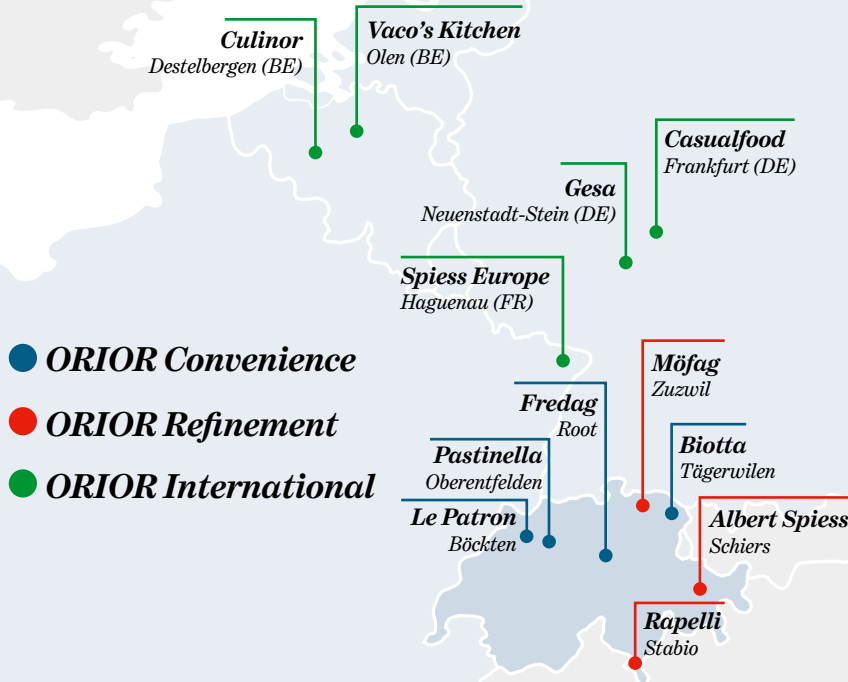 Culinor
Destelbergen (BE)
Vaco’s Kitchen
Olen (BE)
Casualfood
Frankfurt (DE)
Gesa
Neuenstadt-Stein (DE)
Spiess Europe
Haguenau (FR)
ORIOR Convenience
ORIOR Refinement
ORIOR International
Möfag
Zuzwil
Fredag
Root
Biotta
Tägerwilen
Pastinella
Oberentfelden
Le Patron
Böckten
Albert Spiess
Schiers
Rapelli
Stabio